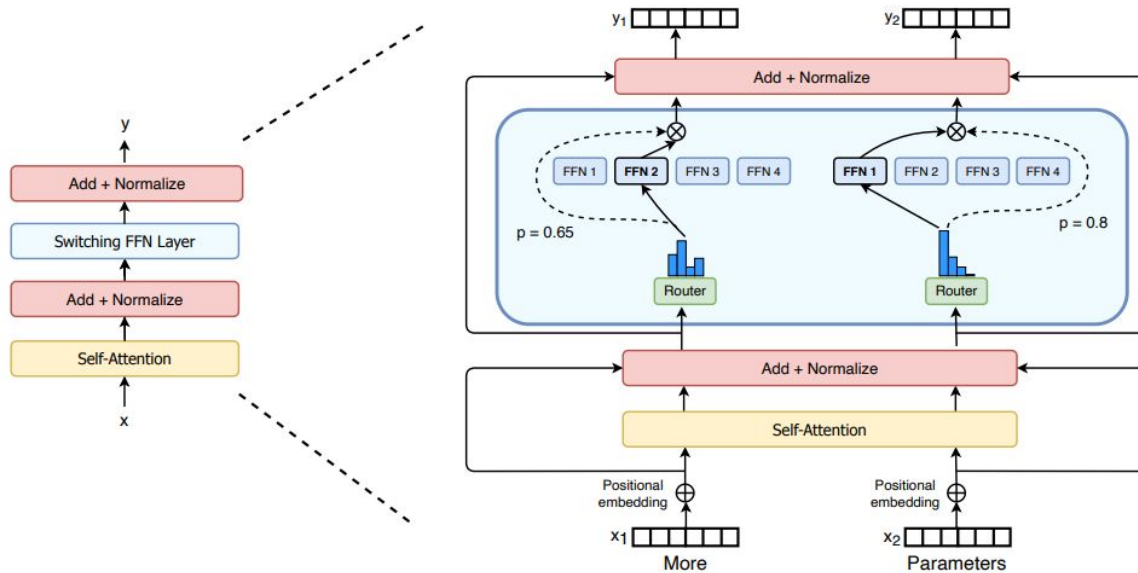 y
Add + Normalize
Switching FFN Layer
Add + Normalize
Self-Attention
x
y1
y2
Add + Normalize
FFN 1 FFN 2 FFN 3 FFN 4
FFN 1 FFN 2 FFN 3 FFN 4
p = 0.65
p = 0.8
Router
Router
Add + Normalize
Self-Attention
Positional
embedding
Positional
embedding
x1
x2
More
Parameters